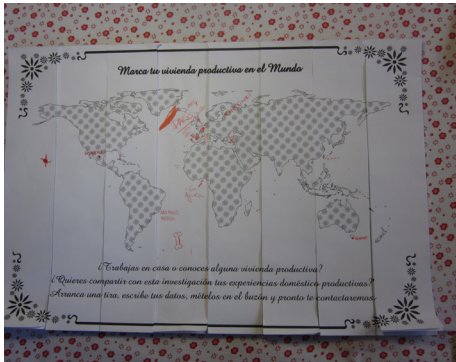 Marca tu vivienda productiva en el Mundo
¿Trabajas en casa o conoces alguna vivienda productiva?
¿Quieres compartir con esta investigación tus experiencias doméstico productivas?
Arranca una tira, escribe tus datos, mételos en el buzón y pronto te contactaremos.